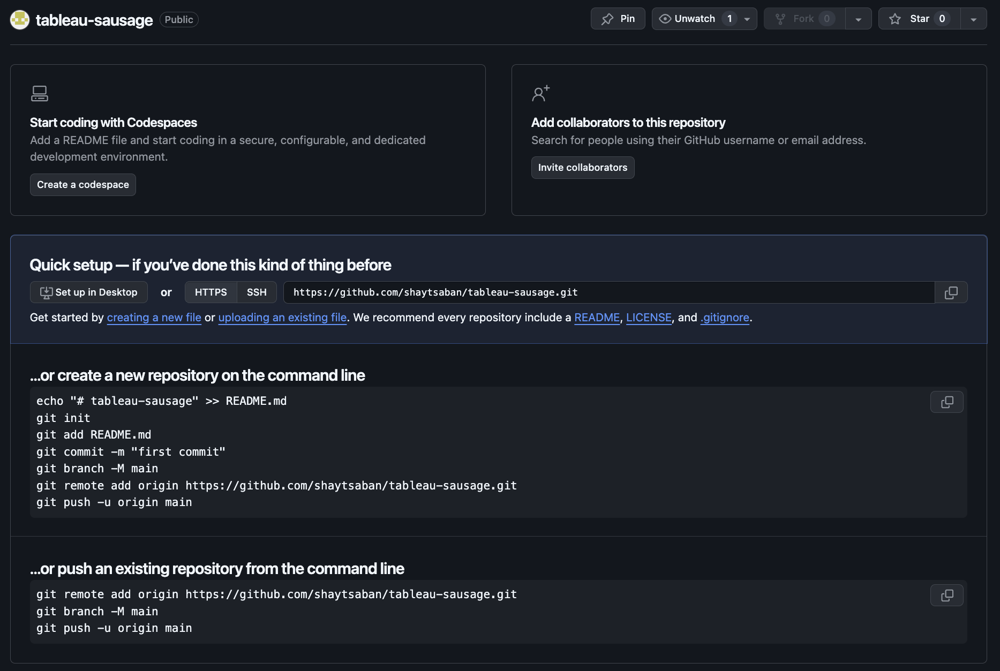 tableau-sausage Public
Pin
Unwatch 1
Fork 0
Star 0
Start coding with Codespaces
Add a README file and start coding in a secure, configurable, and dedicated
development environment.
Create a codespace
Add collaborators to this repository
Search for people using their GitHub username or email address.
Invite collaborators
Quick setup — if you’ve done this kind of thing before
Set up in Desktop or HTTPS SSH https://github.com/shaytsaban/tableau-sausage.git
Get started by creating a new file or uploading an existing file. We recommend every repository include a README, LICENSE, and .gitignore.
…or create a new repository on the command line
echo "# tableau-sausage" >> README.md
git init
git add README.md
git commit -m "first commit"
git branch -M main
git remote add origin https://github.com/shaytsaban/tableau-sausage.git
git push -u origin main
…or push an existing repository from the command line
git remote add origin https://github.com/shaytsaban/tableau-sausage.git
git branch -M main
git push -u origin main